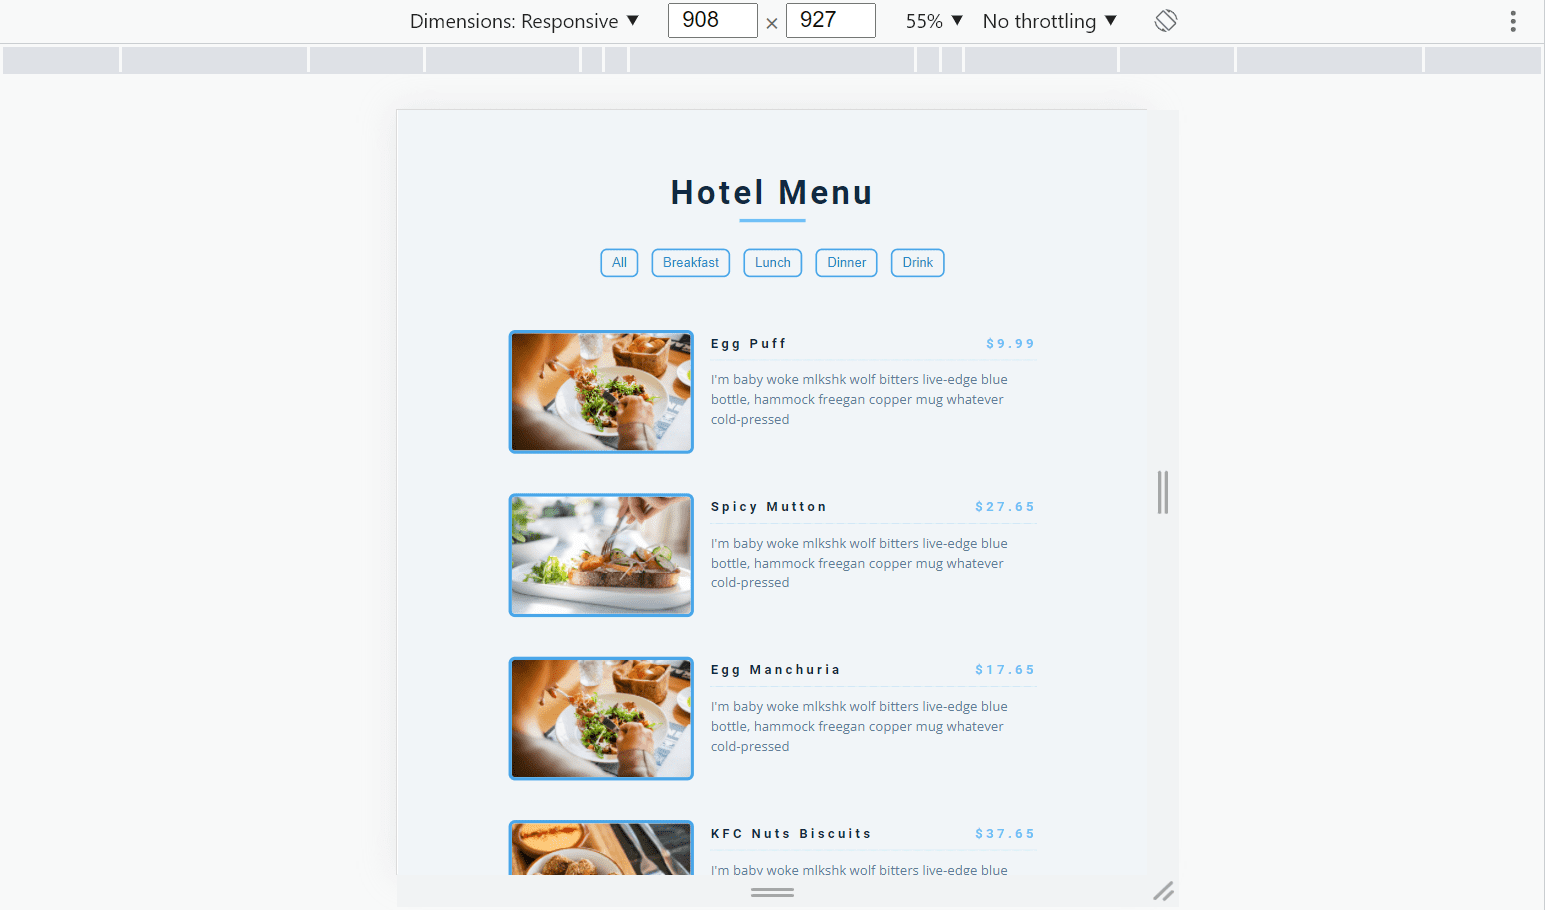 Dimensions: Responsive ▼ 908 × 927 55% ▼ No throttling ▼
Hotel Menu
All Breakfast Lunch Dinner Drink
Egg Puff $9.99
I'm baby woke mlkshk wolf bitters live-edge blue
bottle, hammock freegan copper mug whatever
cold-pressed
Spicy Mutton $27.65
I'm baby woke mlkshk wolf bitters live-edge blue
bottle, hammock freegan copper mug whatever
cold-pressed
Egg Manchuria $17.65
I'm baby woke mlkshk wolf bitters live-edge blue
bottle, hammock freegan copper mug whatever
cold-pressed
KFC Nuts Biscuits $37.65
I'm baby woke mlkshk wolf bitters live-edge blue